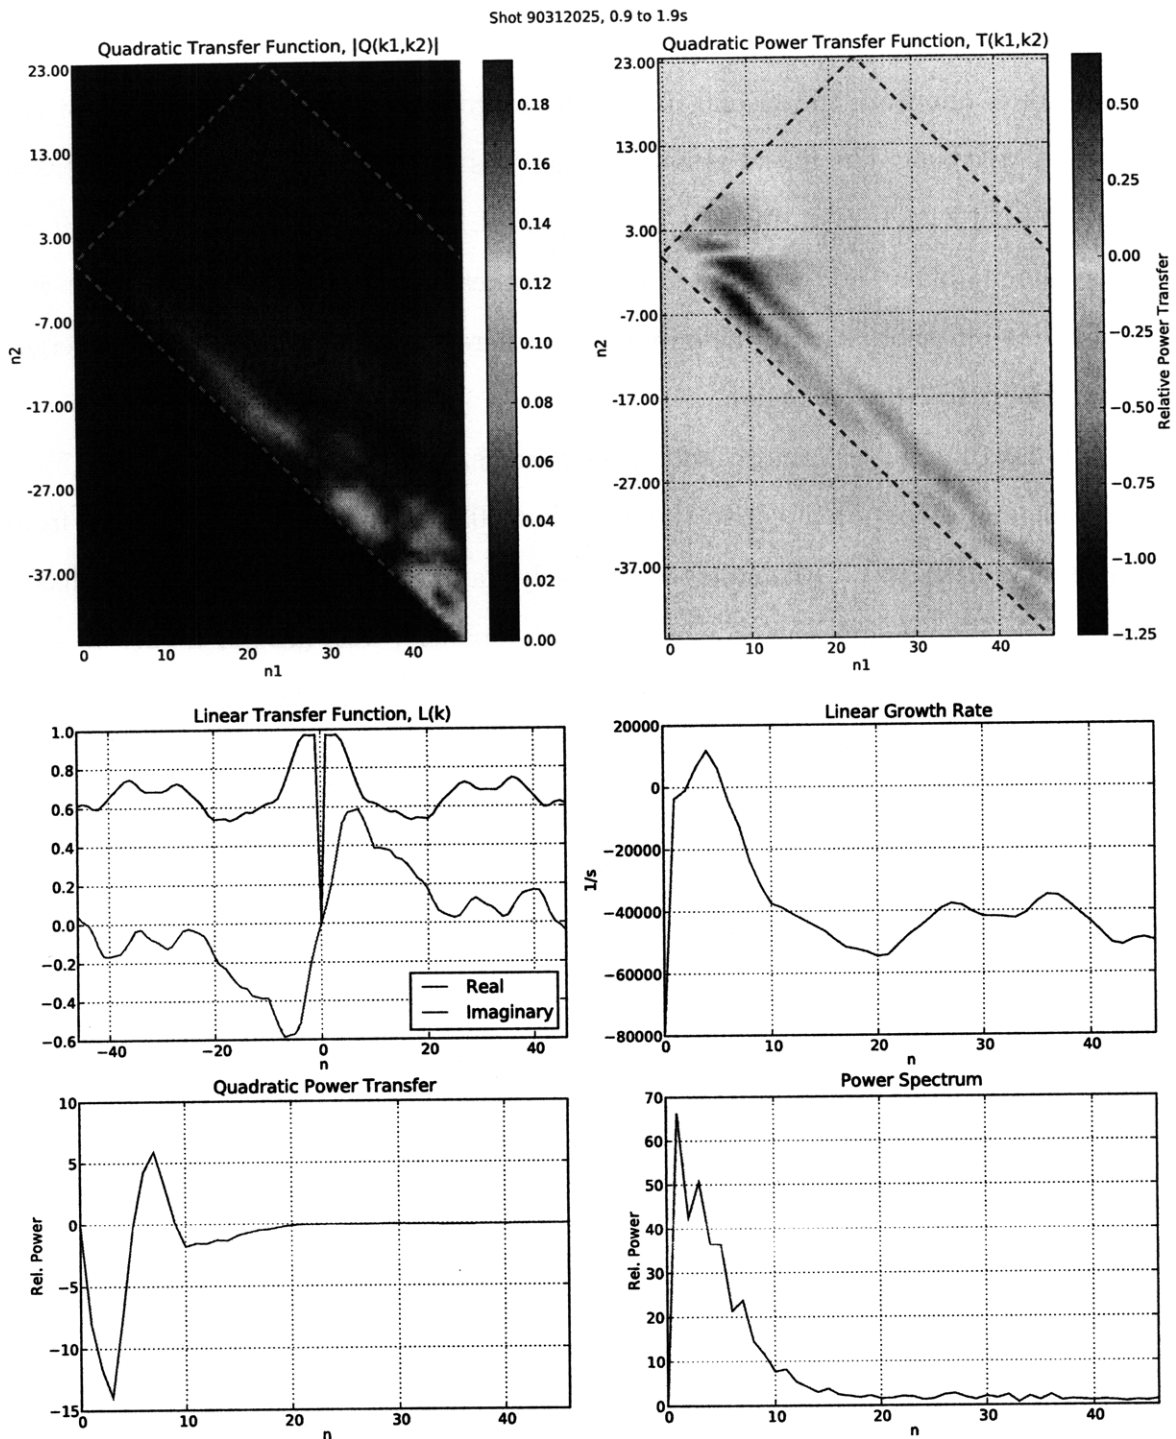 Shot 90312025, 0.9 to 1.9s
Quadratic Transfer Function, |Q(k1,k2)|
23.00
13.00
3.00
-7.00
-17.00
-27.00
-37.00
n2
0 10 20 30 40
n1
0.18
0.16
0.14
0.12
0.10
0.08
0.06
0.04
0.02
0.00
Quadratic Power Transfer Function, T(k1,k2)
23.00
13.00
3.00
-7.00
-17.00
-27.00
-37.00
n2
0 10 20 30 40
n1
0.50
0.25
0.00
−0.25
−0.50
−0.75
−1.00
−1.25
Relative Power Transfer
Linear Transfer Function, L(k)
1.0
0.8
0.6
0.4
0.2
0.0
−0.2
−0.4
−0.6
−40 −20 0 20 40
n
Real
Imaginary
Linear Growth Rate
20000
0
−20000
−40000
−60000
−80000
1/s
0 10 20 30 40
n
Quadratic Power Transfer
10
5
0
−5
−10
−15
Rel. Power
0 10 20 30 40
n
Power Spectrum
70
60
50
40
30
20
10
0
Rel. Power
0 10 20 30 40
n